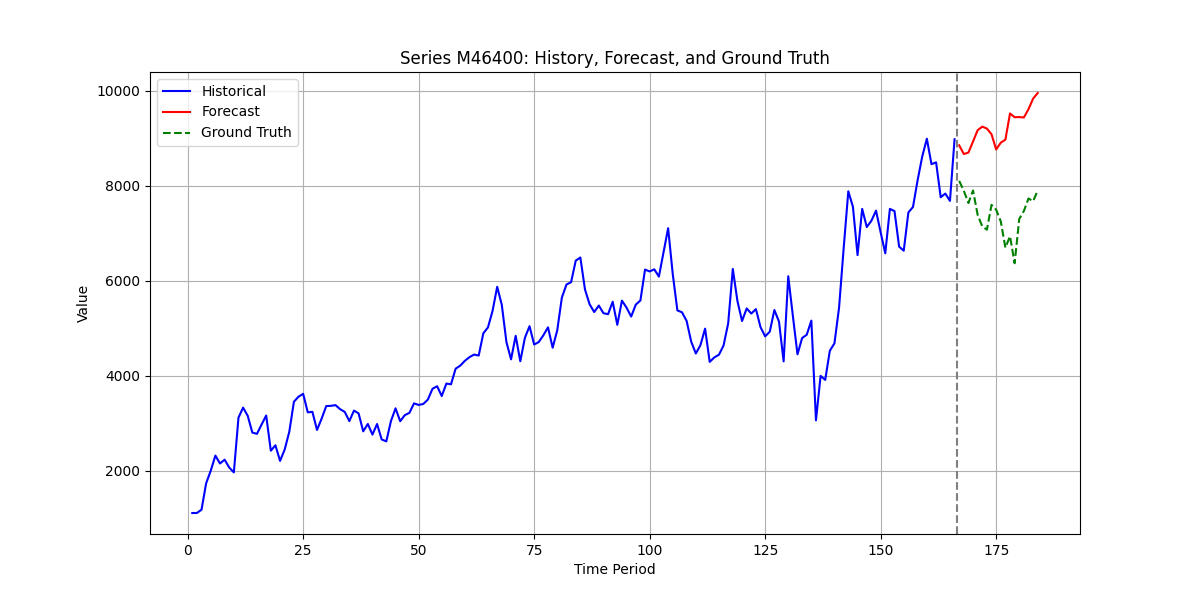 Series M46400: History, Forecast, and Ground Truth
Historical
Forecast
Ground Truth
10000
8000
6000
4000
2000
Value
0 25 50 75 100 125 150 175
Time Period